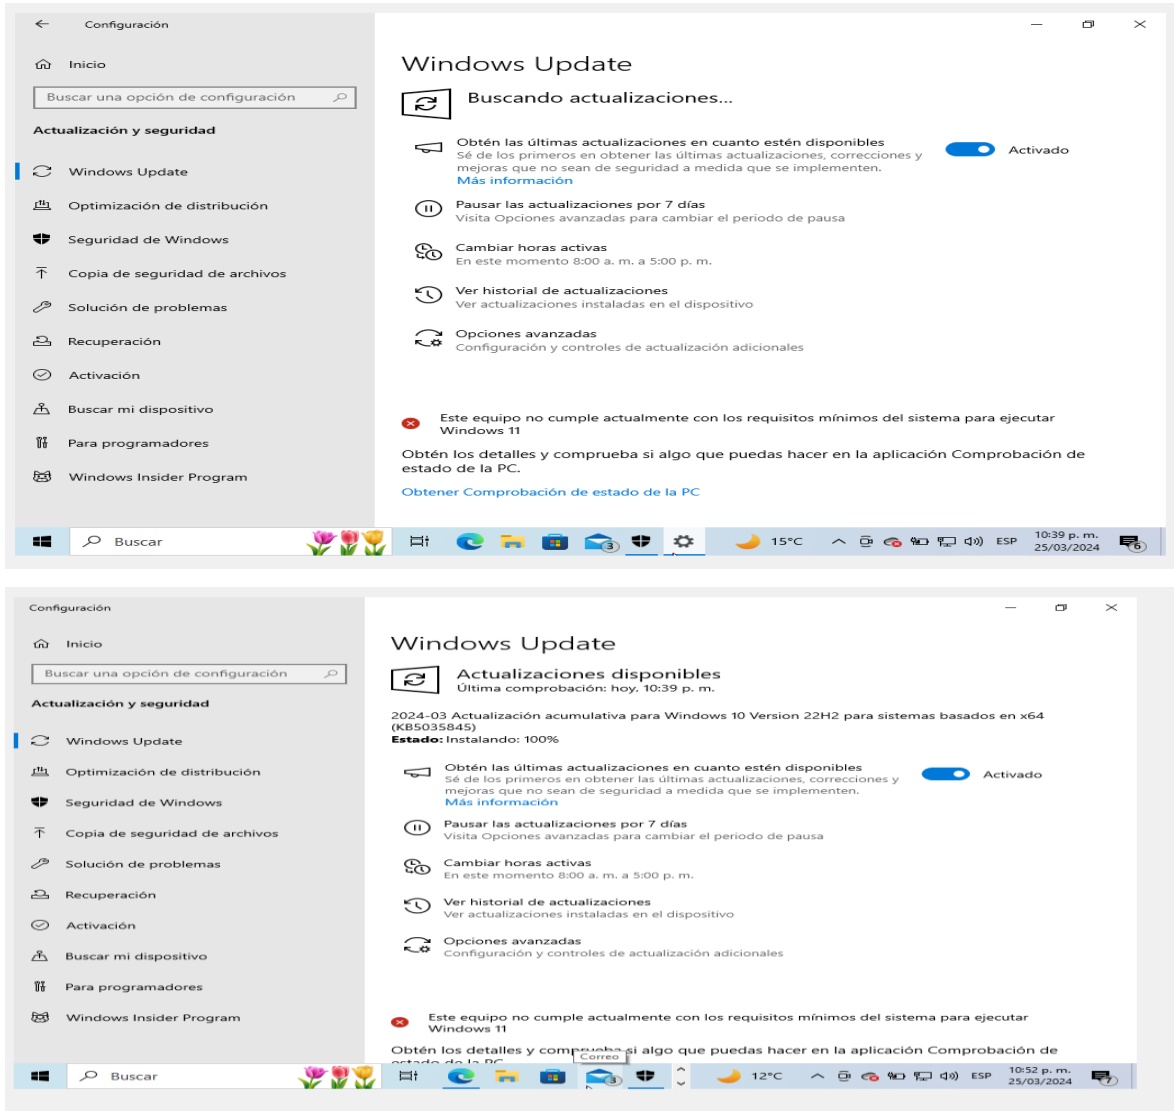 Configuración
Inicio
Buscar una opción de configuración
Actualización y seguridad
Windows Update
Optimización de distribución
Seguridad de Windows
Copia de seguridad de archivos
Solución de problemas
Recuperación
Activación
Buscar mi dispositivo
Para programadores
Windows Insider Program
Windows Update
Buscando actualizaciones...
Obtén las últimas actualizaciones en cuanto estén disponibles
Sé de los primeros en obtener las últimas actualizaciones, correcciones y
mejoras que no sean de seguridad a medida que se implementen.
Más información
Activado
Pausar las actualizaciones por 7 días
Visita Opciones avanzadas para cambiar el periodo de pausa
Cambiar horas activas
En este momento 8:00 a. m. a 5:00 p. m.
Ver historial de actualizaciones
Ver actualizaciones instaladas en el dispositivo
Opciones avanzadas
Configuración y controles de actualización adicionales
Este equipo no cumple actualmente con los requisitos mínimos del sistema para ejecutar
Windows 11
Obtén los detalles y comprueba si algo que puedas hacer en la aplicación Comprobación de
estado de la PC.
Obtener Comprobación de estado de la PC
Buscar
3
15°C
ESP
10:39 p. m.
25/03/2024
6
Configuración
Inicio
Buscar una opción de configuración
Actualización y seguridad
Windows Update
Optimización de distribución
Seguridad de Windows
Copia de seguridad de archivos
Solución de problemas
Recuperación
Activación
Buscar mi dispositivo
Para programadores
Windows Insider Program
Windows Update
Actualizaciones disponibles
Última comprobación: hoy, 10:39 p. m.
2024-03 Actualización acumulativa para Windows 10 Version 22H2 para sistemas basados en x64
(KB5035845)
Estado: Instalando: 100%
Obtén las últimas actualizaciones en cuanto estén disponibles
Sé de los primeros en obtener las últimas actualizaciones, correcciones y
mejoras que no sean de seguridad a medida que se implementen.
Más información
Activado
Pausar las actualizaciones por 7 días
Visita Opciones avanzadas para cambiar el periodo de pausa
Cambiar horas activas
En este momento 8:00 a. m. a 5:00 p. m.
Ver historial de actualizaciones
Ver actualizaciones instaladas en el dispositivo
Opciones avanzadas
Configuración y controles de actualización adicionales
Este equipo no cumple actualmente con los requisitos mínimos del sistema para ejecutar
Windows 11
Obtén los detalles y comprueba si algo que puedas hacer en la aplicación Comprobación de
estado de la PC
Correo
Buscar
3
12°C
ESP
10:52 p. m.
25/03/2024
7